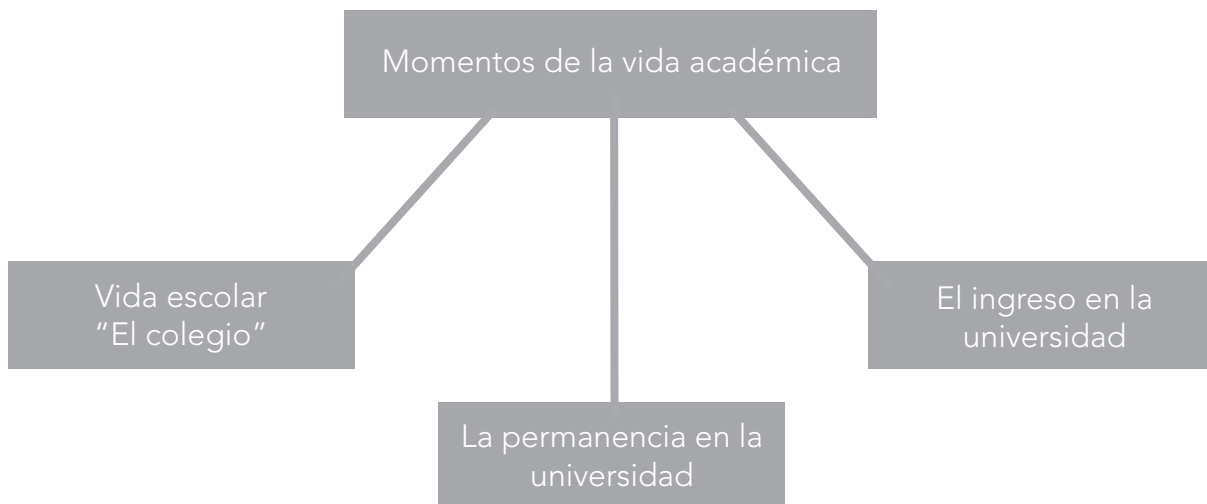 Momentos de la vida académica
Vida escolar
“El colegio”
El ingreso en la
universidad
La permanencia en la
universidad